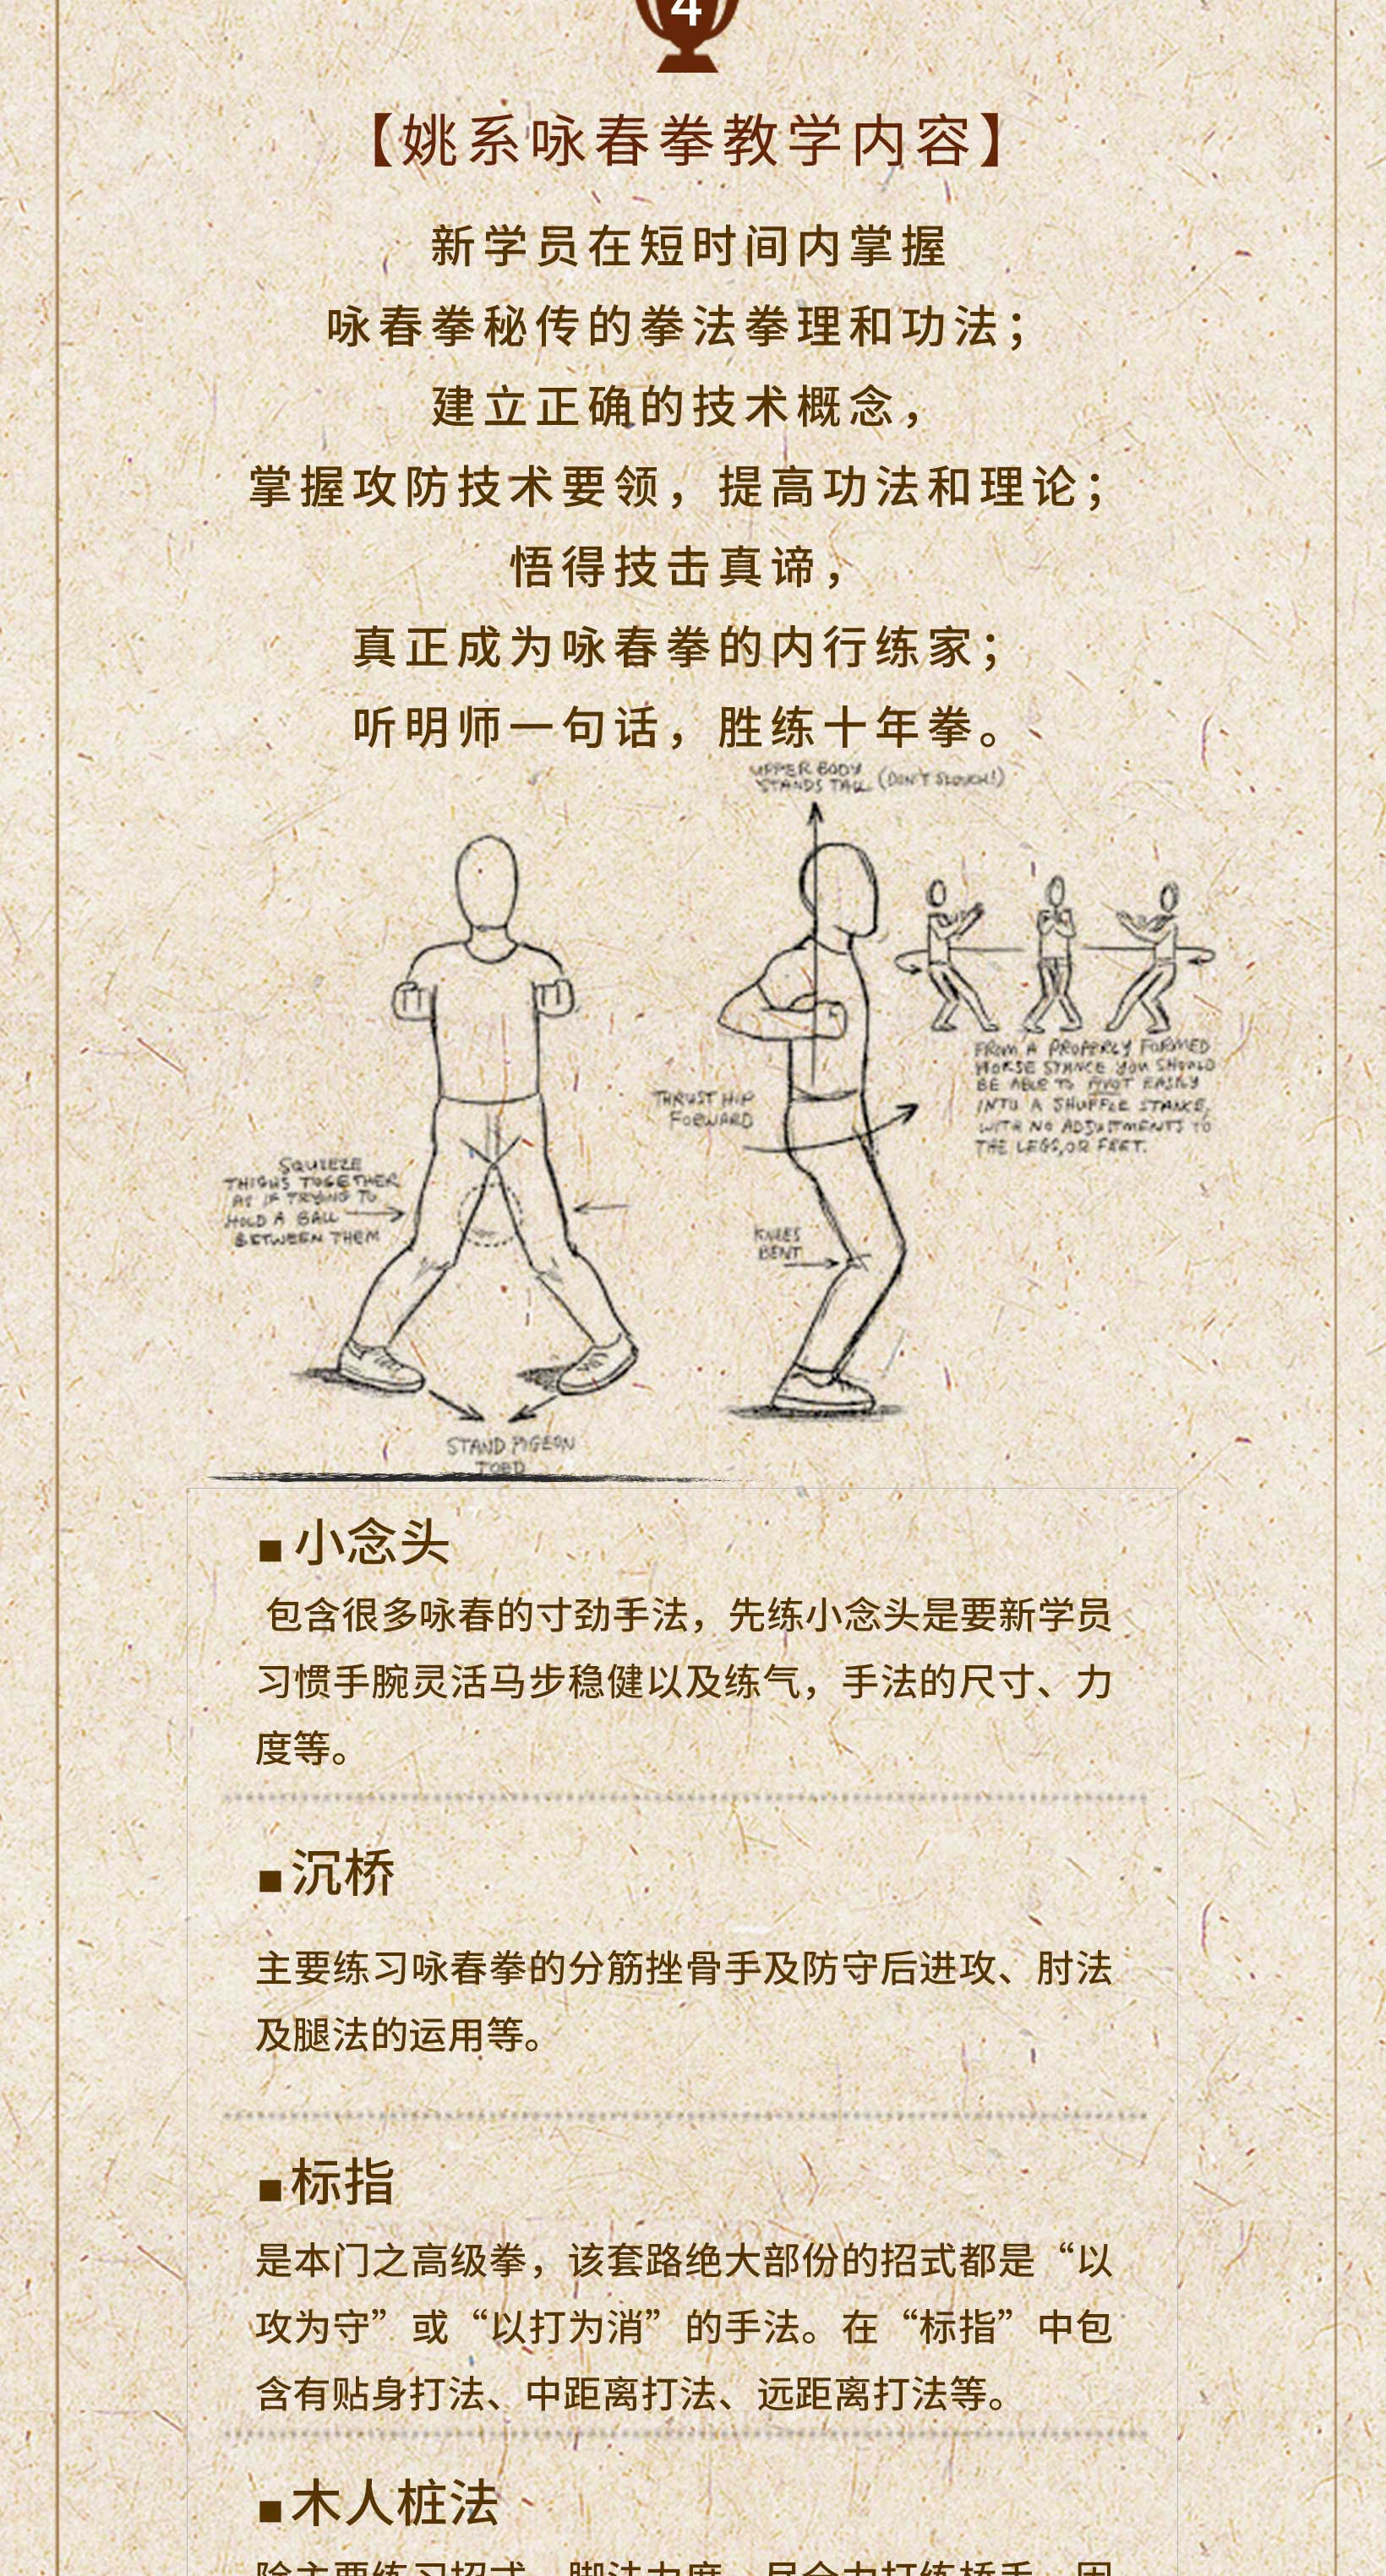 4
【姚系咏春拳教学内容】
新学员在短时间内掌握
咏春拳秘传的拳法拳理和功法；
建立正确的技术概念，
掌握攻防技术要领，提高功法和理论；
悟得技击真谛，
真正成为咏春拳的内行练家；
听明师一句话，胜练十年拳。
UPPER BODY
STANDS TALL (DON'T SLOUCH!)
FROM A PROPERLY FORMED
HORSE STANCE YOU SHOULD
BE ABLE TO PIVOT EASILY
INTO A SHUFFLE STANCE,
WITH NO ADJUSTMENTS TO
THE LEGS, OR FEET.
THRUST HIP
FORWARD
SQUEEZE
THIGHS TOGETHER
AS IF TRYING TO
HOLD A BALL
BETWEEN THEM
KNEES
BENT
STAND PIGEON
TOED
■小念头
包含很多咏春的寸劲手法，先练小念头是要新学员
习惯手腕灵活马步稳健以及练气，手法的尺寸、力
度等。
■沉桥
主要练习咏春拳的分筋挫骨手及防守后进攻、肘法
及腿法的运用等。
■标指
是本门之高级拳，该套路绝大部份的招式都是“以
攻为守”或“以打为消”的手法。在“标指”中包
含有贴身打法、中距离打法、远距离打法等。
■木人桩法